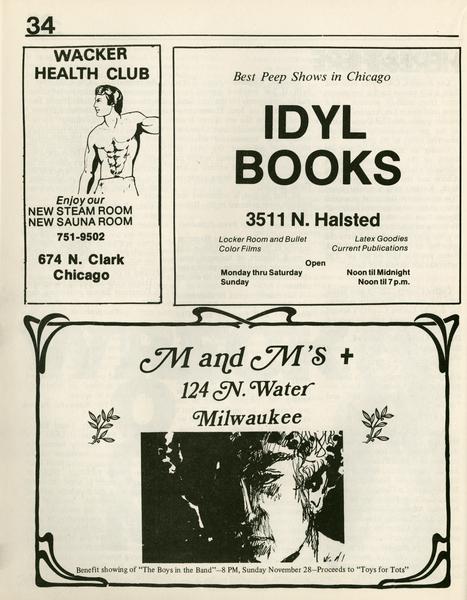 34
WACKER
HEALTH CLUB
Enjoy our
NEW STEAM ROOM
NEW SAUNA ROOM
751-9502
674 N. Clark
Chicago
Best Peep Shows in Chicago
IDYL
BOOKS
3511 N. Halsted
Locker Room and Bullet
Color Films
Latex Goodies
Current Publications
Open
Monday thru Saturday Noon til Midnight
Sunday Noon til 7 p.m.
M and M's +
124 N. Water
Milwaukee
Benefit showing of "The Boys in the Band"—8 PM, Sunday November 28—Proceeds to "Toys for Tots"